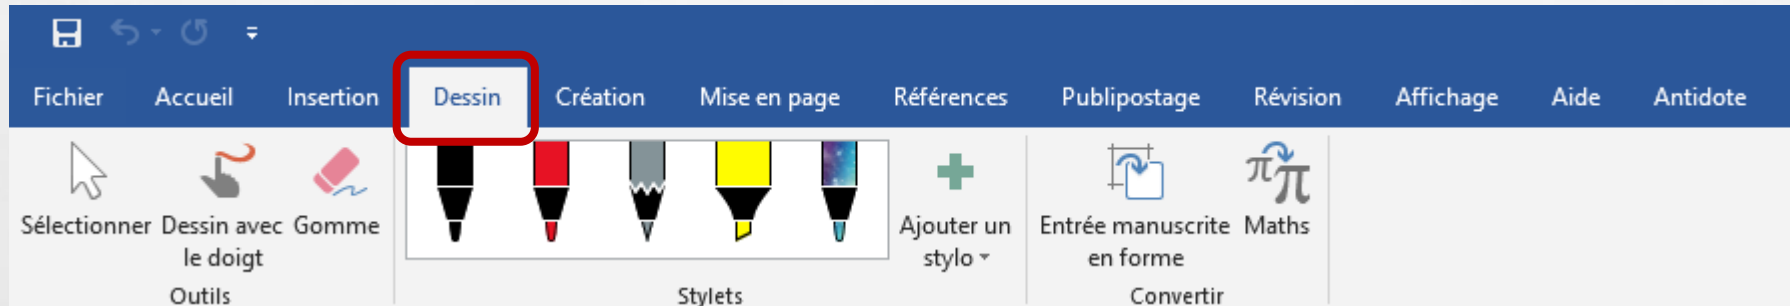 Fichier Accueil Insertion Dessin Création Mise en page Références Publipostage Révision Affichage Aide Antidote
Sélectionner Dessin avec le doigt Gomme Ajouter un stylo Entrée manuscrite en forme Maths
Outils Stylets Convertir